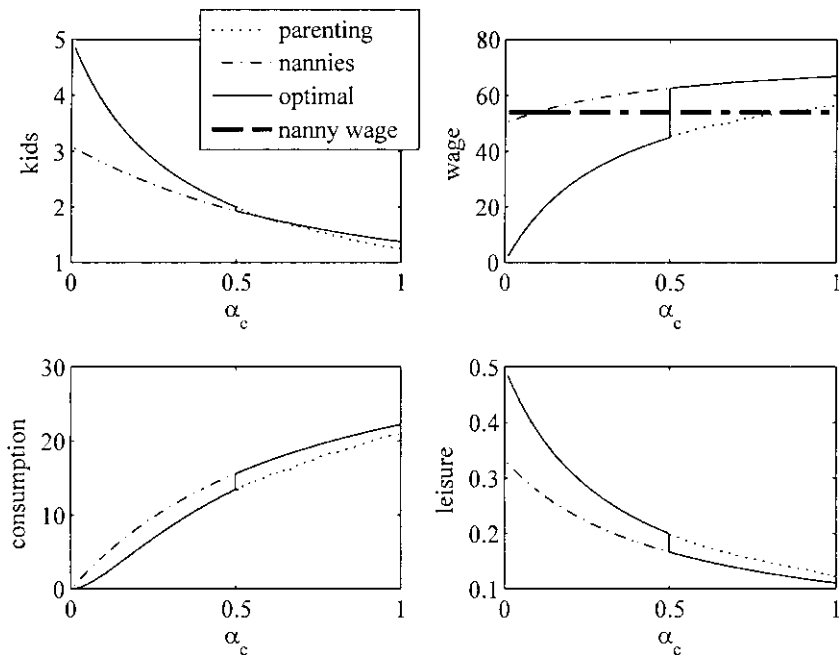 parenting
nannies
optimal
nanny wage
5
4
3
2
1
kids
0
0.5
1
α_c
80
60
40
20
0
wage
0
0.5
1
α_c
30
20
10
0
consumption
0
0.5
1
α_c
0.5
0.4
0.3
0.2
0.1
leisure
0
0.5
1
α_c